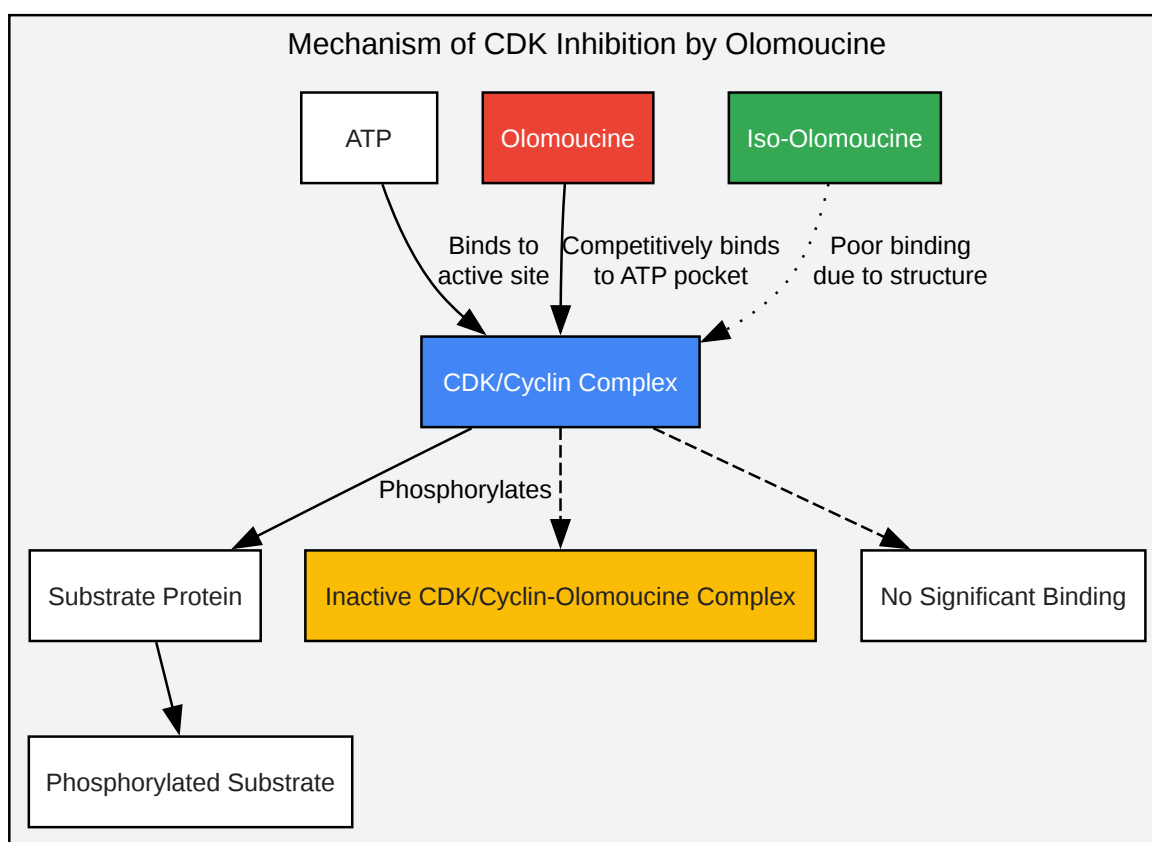 Mechanism of CDK Inhibition by Olomoucine
ATP
Olomoucine
Iso-Olomoucine
Binds to
active site
Competitively binds
to ATP pocket
Poor binding
due to structure
CDK/Cyclin Complex
Phosphorylates
Substrate Protein
Inactive CDK/Cyclin-Olomoucine Complex
No Significant Binding
Phosphorylated Substrate